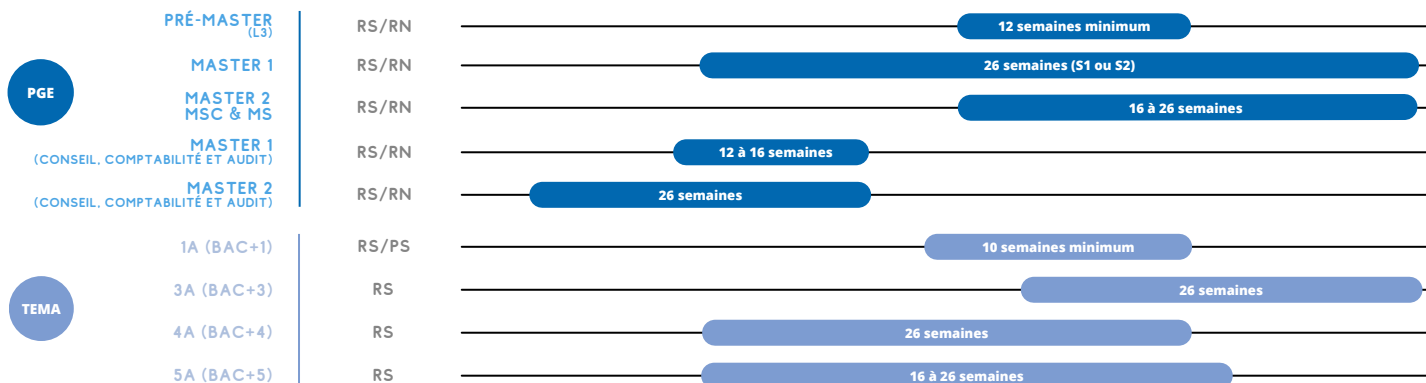 PRÉ-MASTER
(L3)
RS/RN
12 semaines minimum
MASTER 1
RS/RN
26 semaines (S1 ou S2)
PGE
MASTER 2
MSC & MS
RS/RN
16 à 26 semaines
MASTER 1
(CONSEIL, COMPTABILITÉ ET AUDIT)
RS/RN
12 à 16 semaines
MASTER 2
(CONSEIL, COMPTABILITÉ ET AUDIT)
RS/RN
26 semaines
1A (BAC+1)
RS/PS
10 semaines minimum
3A (BAC+3)
RS
26 semaines
TEMA
4A (BAC+4)
RS
26 semaines
5A (BAC+5)
RS
16 à 26 semaines